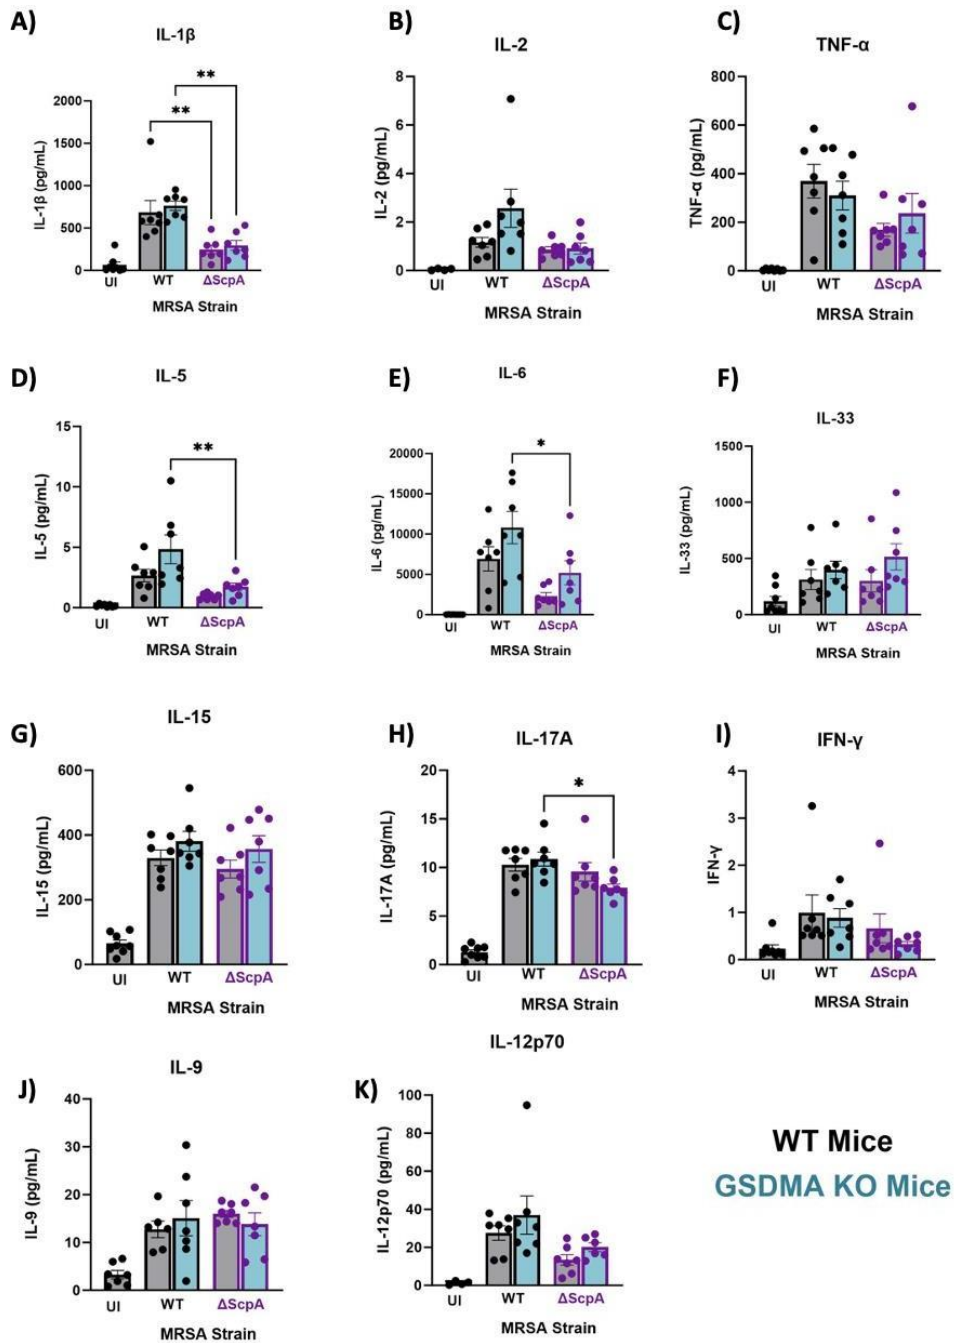 A)
IL-1β
**
**
IL-1β (pg/mL)
2000
1500
1000
500
0
UI
WT
ΔScpA
MRSA Strain
B)
IL-2
IL-2 (pg/mL)
8
6
4
2
0
UI
WT
ΔScpA
MRSA Strain
C)
TNF-α
TNF-α (pg/mL)
800
600
400
200
0
UI
WT
ΔScpA
MRSA Strain
D)
IL-5
**
IL-5 (pg/mL)
15
10
5
0
UI
WT
ΔScpA
MRSA Strain
E)
IL-6
*
IL-6 (pg/mL)
20000
15000
10000
5000
0
UI
WT
ΔScpA
MRSA Strain
F)
IL-33
IL-33 (pg/mL)
1500
1000
500
0
UI
WT
ΔScpA
MRSA Strain
G)
IL-15
IL-15 (pg/mL)
600
400
200
0
UI
WT
ΔScpA
MRSA Strain
H)
IL-17A
*
IL-17A (pg/mL)
20
15
10
5
0
UI
WT
ΔScpA
MRSA Strain
I)
IFN-γ
IFN-γ
4
3
2
1
0
UI
WT
ΔScpA
MRSA Strain
J)
IL-9
IL-9 (pg/mL)
40
30
20
10
0
UI
WT
ΔScpA
MRSA Strain
K)
IL-12p70
IL-12p70 (pg/mL)
100
80
60
40
20
0
UI
WT
ΔScpA
MRSA Strain
WT Mice
GSDMA KO Mice